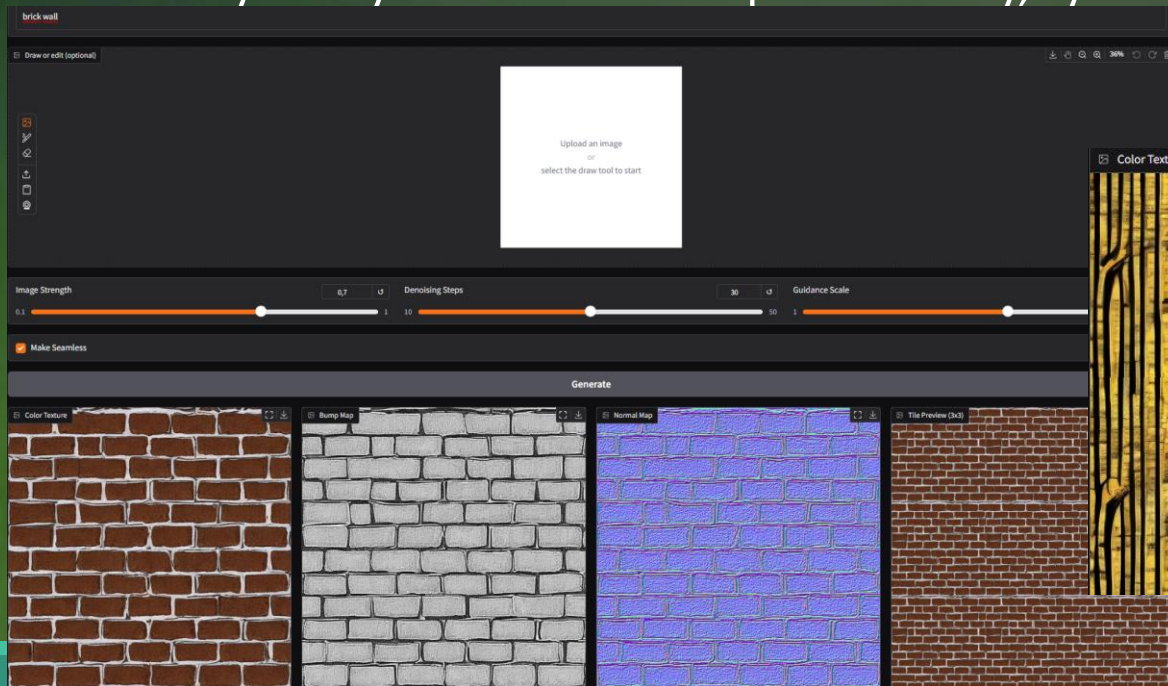 brick wall
Draw or edit (optional)
36%
Upload an image
or
select the draw tool to start
Color Text
Image Strength
0,7
Denoising Steps
30
Guidance Scale
0.1
1
10
50
1
Make Seamless
Generate
Color Texture
Bump Map
Normal Map
Tile Preview (3x3)